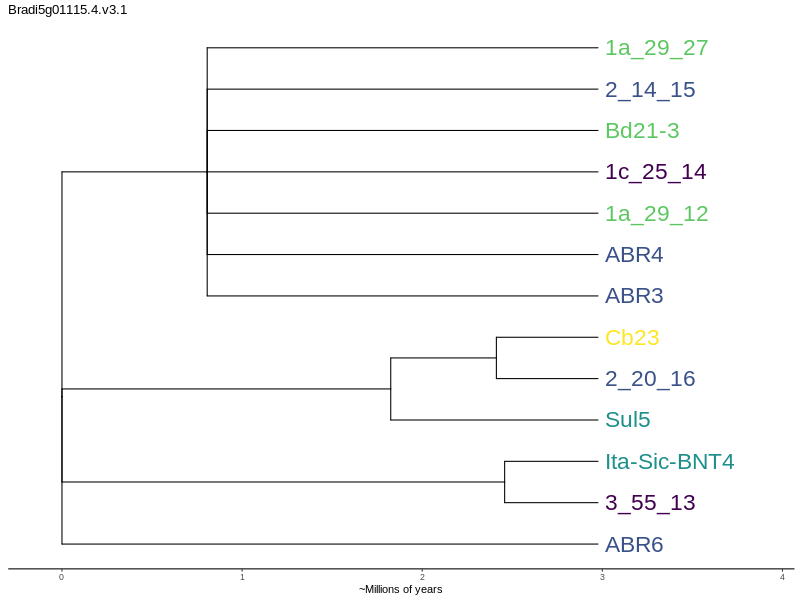 Bradi5g01115.4.v3.1
1a_29_27
2_14_15
Bd21-3
1c_25_14
1a_29_12
ABR4
ABR3
Cb23
2_20_16
Sul5
Ita-Sic-BNT4
3_55_13
ABR6
0 1 2 3 4
~Millions of years